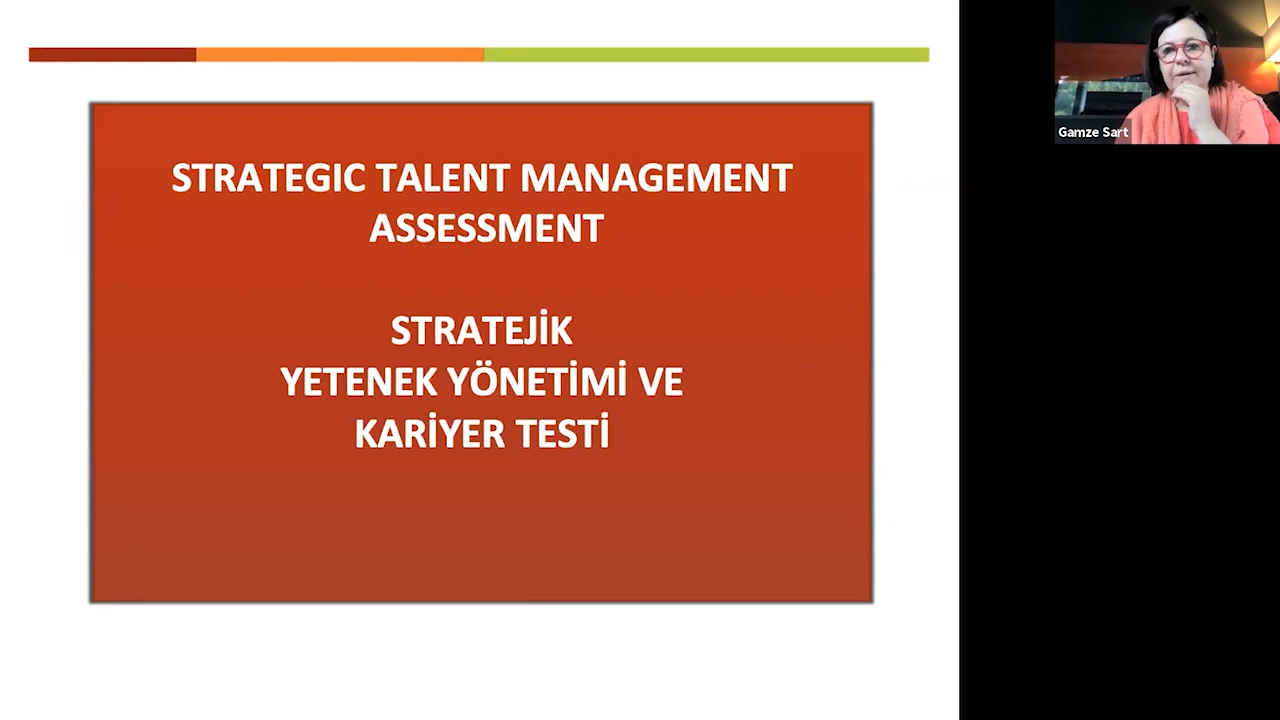 STRATEGIC TALENT MANAGEMENT
ASSESSMENT
STRATEJİK
YETENEK YÖNETİMİ VE
KARİYER TESTİ
Gamze Sart